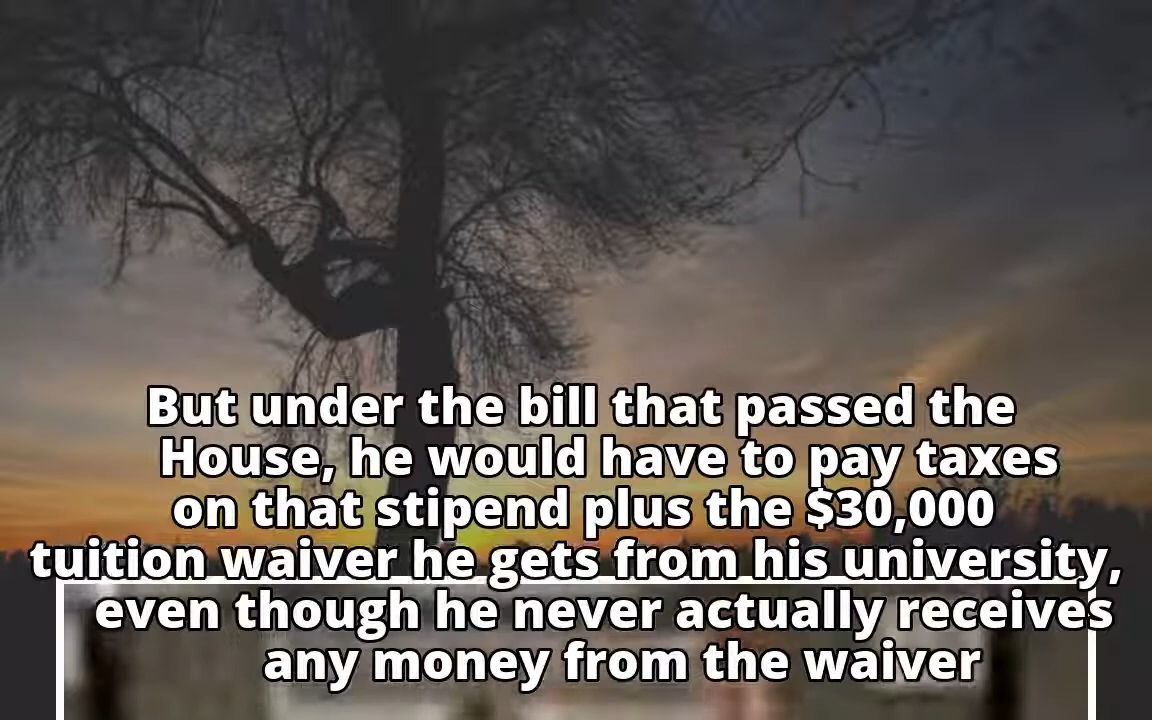 But under the bill that passed the
House, he would have to pay taxes
on that stipend plus the $30,000
tuition waiver he gets from his university,
even though he never actually receives
any money from the waiver